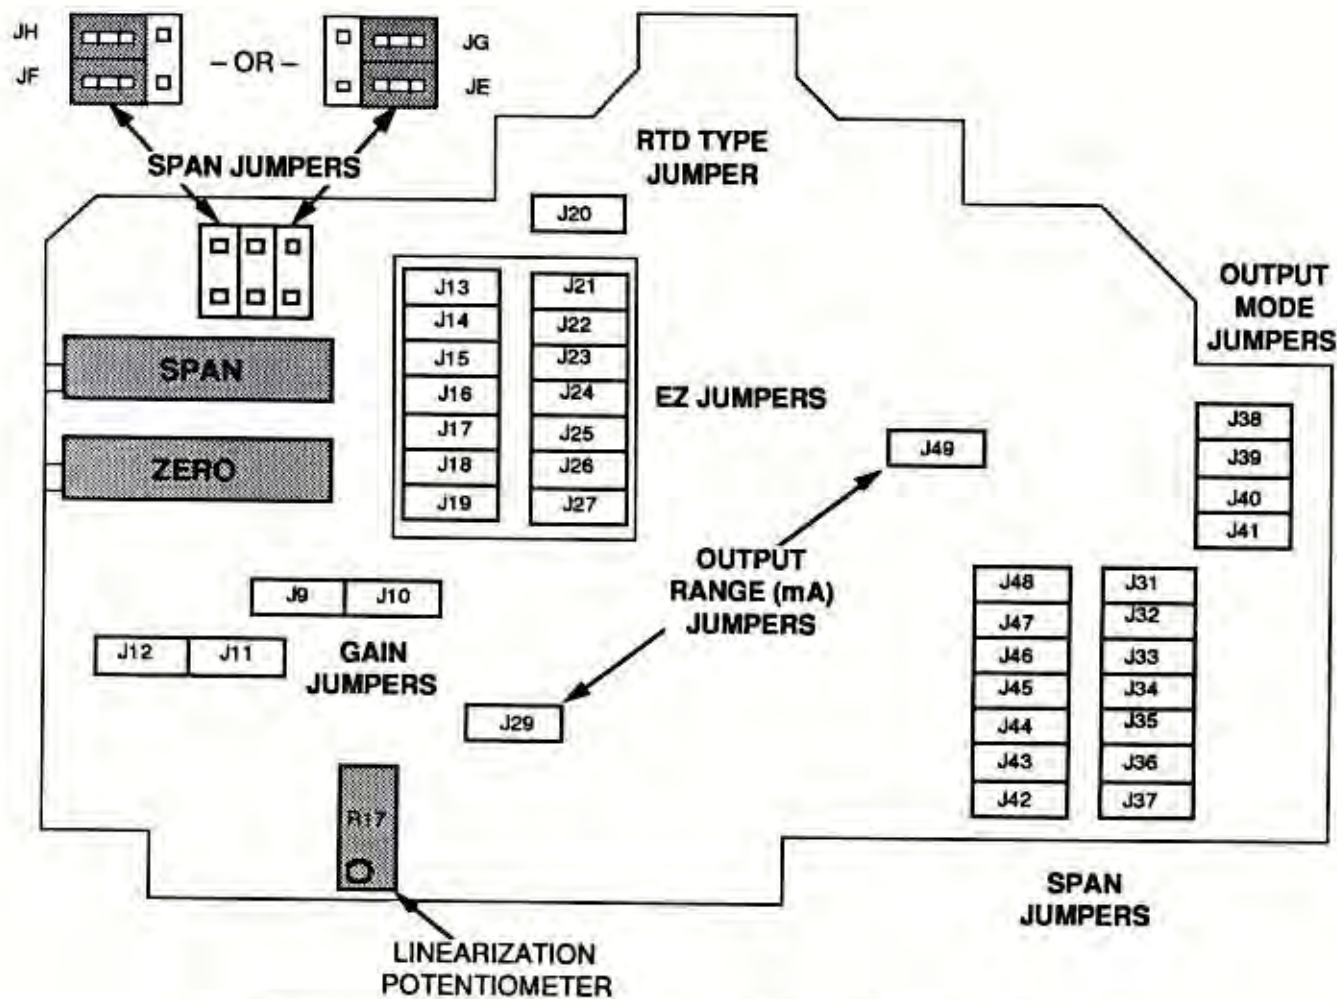 JH
JF
– OR –
JG
JE
SPAN JUMPERS
RTD TYPE
JUMPER
J20
J13
J14
J15
J16
J17
J18
J19
J21
J22
J23
J24
J25
J26
J27
EZ JUMPERS
SPAN
ZERO
OUTPUT
MODE
JUMPERS
J38
J39
J40
J41
J49
OUTPUT
RANGE (mA)
JUMPERS
J9
J10
J12
J11
GAIN
JUMPERS
J29
J48
J47
J46
J45
J44
J43
J42
J31
J32
J33
J34
J35
J36
J37
R17
SPAN
JUMPERS
LINEARIZATION
POTENTIOMETER